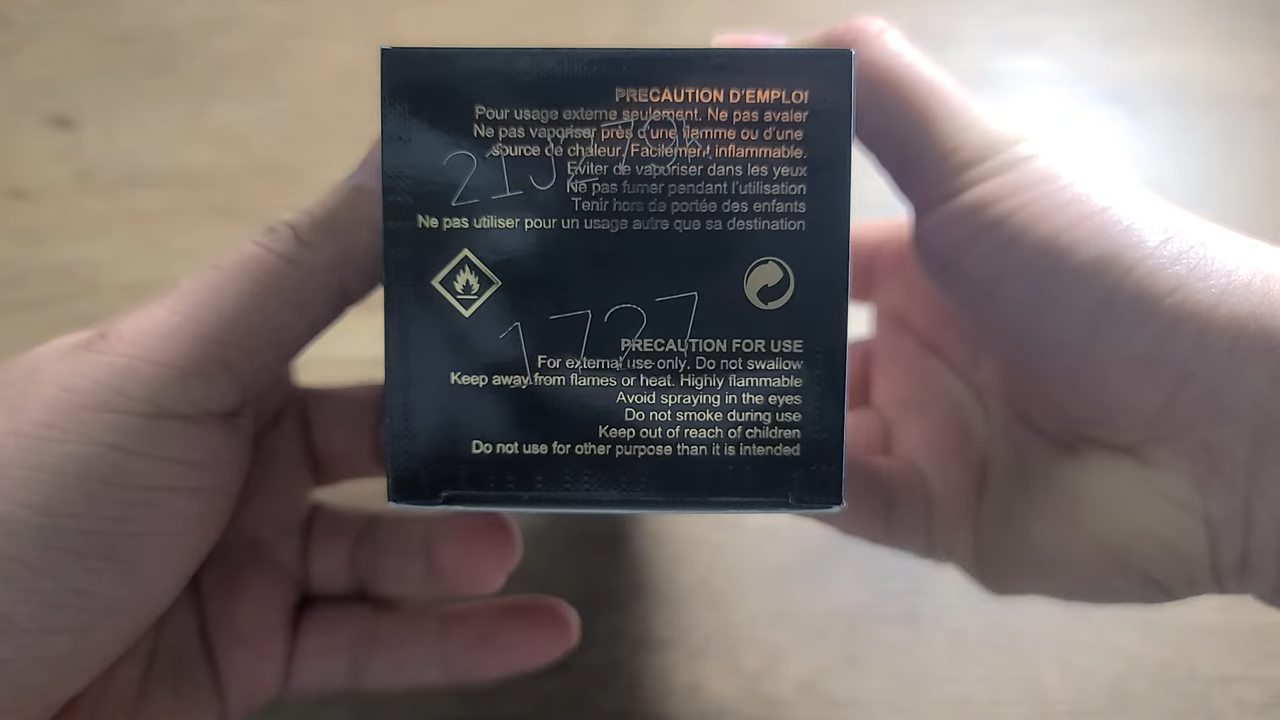 PRECAUTION D'EMPLOI
Pour usage externe seulement. Ne pas avaler
Ne pas vaporiser près d'une flamme ou d'une
source de chaleur. Facilement inflammable.
Eviter de vaporiser dans les yeux
Ne pas fumer pendant l'utilisation
Tenir hors de portée des enfants
Ne pas utiliser pour un usage autre que sa destination
1727
PRECAUTION FOR USE
For external use only. Do not swallow
Keep away from flames or heat. Highly flammable
Avoid spraying in the eyes
Do not smoke during use
Keep out of reach of children
Do not use for other purpose than it is intended